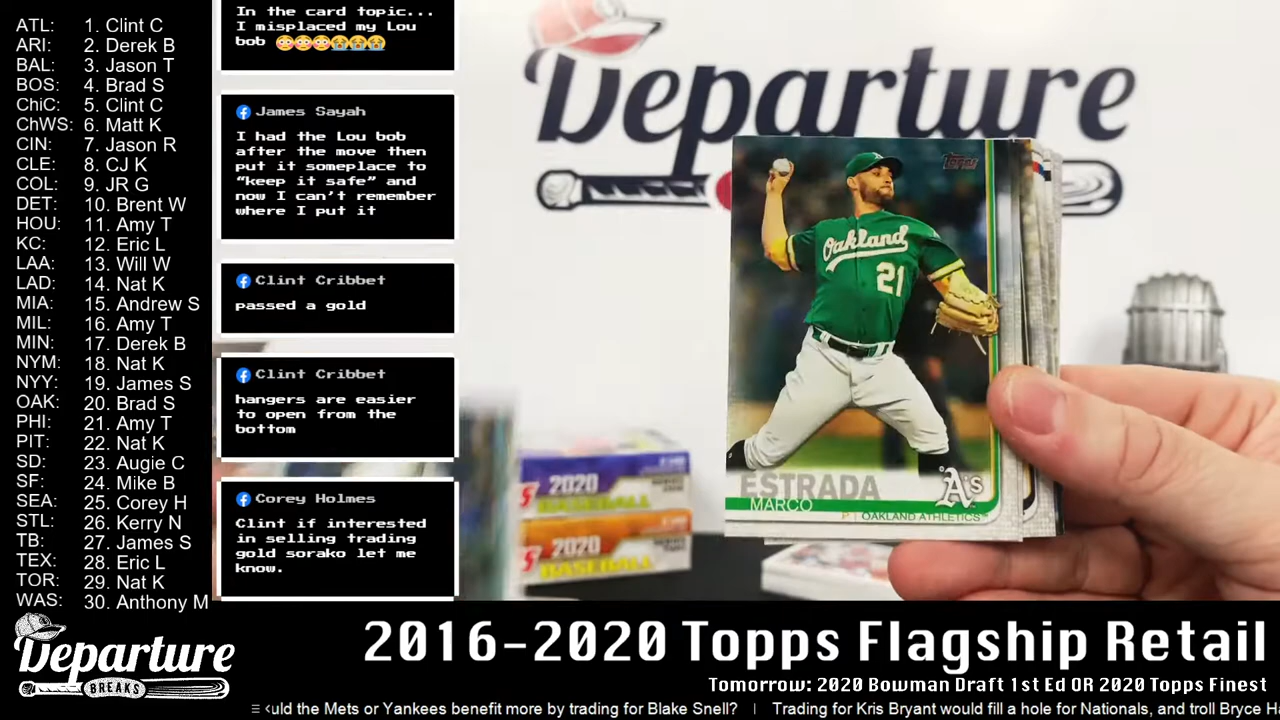 ATL: 1. Clint C
ARI: 2. Derek B
BAL: 3. Jason T
BOS: 4. Brad S
ChiC: 5. Clint C
ChWS: 6. Matt K
CIN: 7. Jason R
CLE: 8. CJ K
COL: 9. JR G
DET: 10. Brent W
HOU: 11. Amy T
KC: 12. Eric L
LAA: 13. Will W
LAD: 14. Nat K
MIA: 15. Andrew S
MIL: 16. Amy T
MIN: 17. Derek B
NYM: 18. Nat K
NYY: 19. James S
OAK: 20. Brad S
PHI: 21. Amy T
PIT: 22. Nat K
SD: 23. Augie C
SF: 24. Mike B
SEA: 25. Corey H
STL: 26. Kerry N
TB: 27. James S
TEX: 28. Eric L
TOR: 29. Nat K
WAS: 30. Anthony M
In the card topic...
I misplaced my Lou
bob 😳😳😳😭😭😭
James Sayah
I had the Lou bob
after the move then
put it someplace to
"keep it safe" and
now I can't remember
where I put it
Clint Cribbet
passed a gold
Clint Cribbet
hangers are easier
to open from the
bottom
Corey Holmes
Clint if interested
in selling trading
gold sorako let me
know.
Departure
Topps
Oakland
21
ESTRADA
MARCO
A's
P | OAKLAND ATHLETICS
2020
BASEBALL
2020
BASEBALL
Departure
BREAKS
2016-2020 Topps Flagship Retail
Tomorrow: 2020 Bowman Draft 1st Ed OR 2020 Topps Finest
the Mets or Yankees benefit more by trading for Blake Snell? | Trading for Kris Bryant would fill a hole for Nationals, and troll Bryce